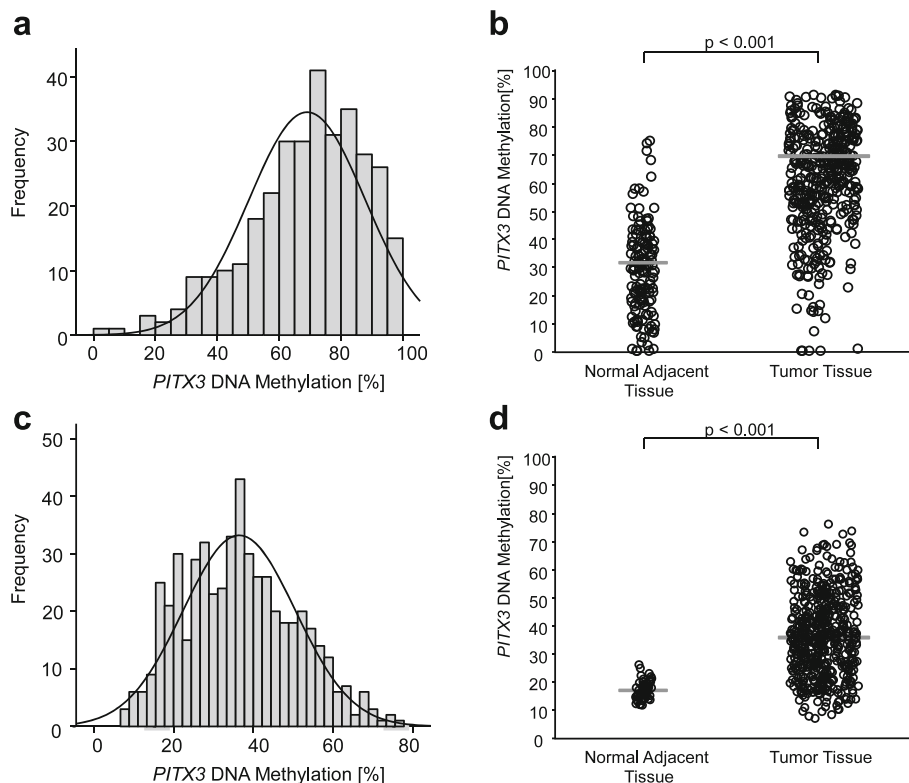 a
Frequency
40
30
20
10
0
0 20 40 60 80 100
PITX3 DNA Methylation [%]
b
p < 0.001
PITX3 DNA Methylation[%]
100
90
80
70
60
50
40
30
20
10
0
Normal Adjacent
Tissue
Tumor Tissue
c
Frequency
50
40
30
20
10
0
0 20 40 60 80
PITX3 DNA Methylation [%]
d
p < 0.001
PITX3 DNA Methylation[%]
100
90
80
70
60
50
40
30
20
10
0
Normal Adjacent
Tissue
Tumor Tissue